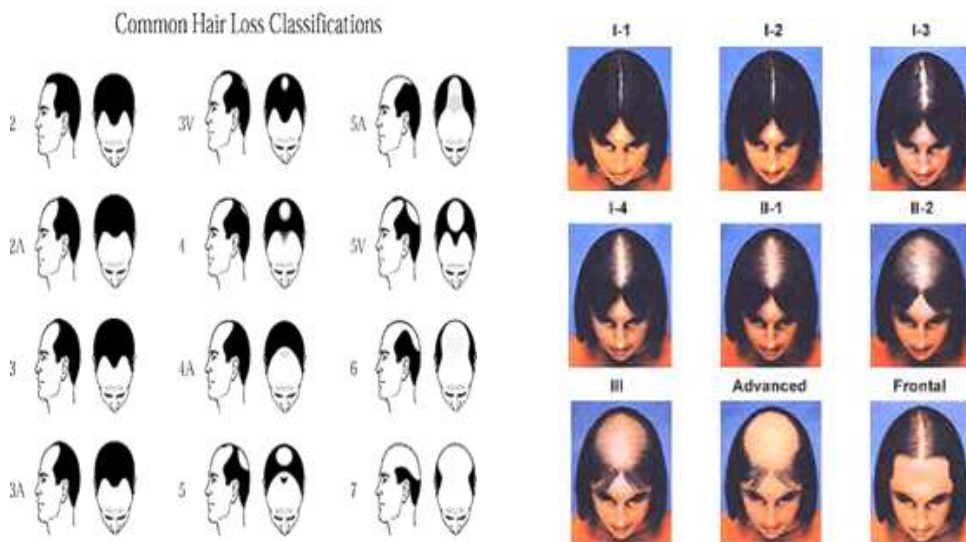 Common Hair Loss Classifications
2
3V
5A
2A
4
5V
3
4A
6
3A
5
7
I-1
I-2
I-3
I-4
II-1
II-2
III
Advanced
Frontal